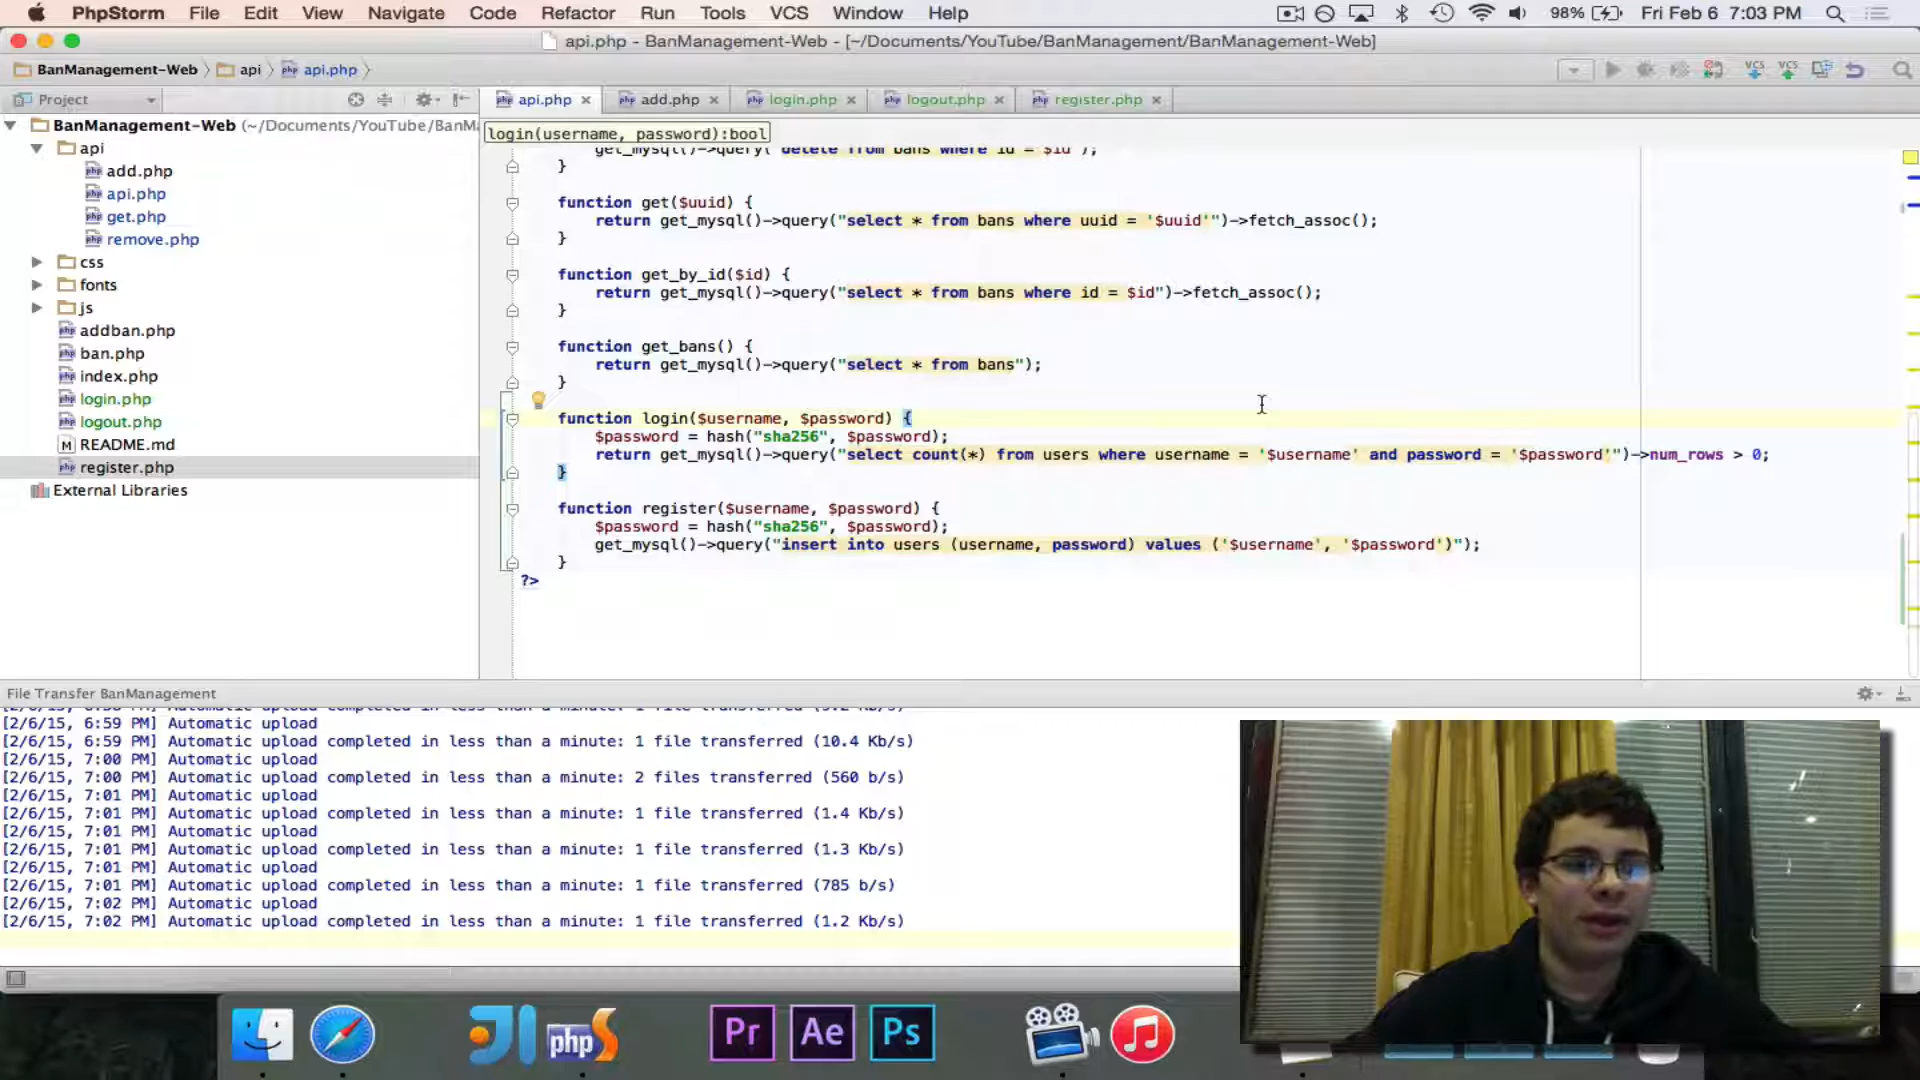 PhpStorm File Edit View Navigate Code Refactor Run Tools VCS Window Help 98% Fri Feb 6 7:03 PM
api.php - BanManagement-Web - [~/Documents/YouTube/BanManagement/BanManagement-Web]
BanManagement-Web api api.php
Project api.php add.php login.php logout.php register.php
BanManagement-Web (~/Documents/YouTube/BanM
api
add.php
api.php
get.php
remove.php
css
fonts
js
addban.php
ban.php
index.php
login.php
logout.php
README.md
register.php
External Libraries
login(username, password):bool
get_mysql()->query("delete from bans where id = $id");
}
function get($uuid) {
return get_mysql()->query("select * from bans where uuid = '$uuid'")->fetch_assoc();
}
function get_by_id($id) {
return get_mysql()->query("select * from bans where id = $id")->fetch_assoc();
}
function get_bans() {
return get_mysql()->query("select * from bans");
}
function login($username, $password) {
$password = hash("sha256", $password);
return get_mysql()->query("select count(*) from users where username = '$username' and password = '$password'")->num_rows > 0;
}
function register($username, $password) {
$password = hash("sha256", $password);
get_mysql()->query("insert into users (username, password) values ('$username', '$password')");
}
?>
File Transfer BanManagement
[2/6/15, 6:59 PM] Automatic upload
[2/6/15, 6:59 PM] Automatic upload completed in less than a minute: 1 file transferred (10.4 Kb/s)
[2/6/15, 7:00 PM] Automatic upload
[2/6/15, 7:00 PM] Automatic upload completed in less than a minute: 2 files transferred (560 b/s)
[2/6/15, 7:01 PM] Automatic upload
[2/6/15, 7:01 PM] Automatic upload completed in less than a minute: 1 file transferred (1.4 Kb/s)
[2/6/15, 7:01 PM] Automatic upload
[2/6/15, 7:01 PM] Automatic upload completed in less than a minute: 1 file transferred (1.3 Kb/s)
[2/6/15, 7:01 PM] Automatic upload
[2/6/15, 7:01 PM] Automatic upload completed in less than a minute: 1 file transferred (785 b/s)
[2/6/15, 7:02 PM] Automatic upload
[2/6/15, 7:02 PM] Automatic upload completed in less than a minute: 1 file transferred (1.2 Kb/s)
php Pr Ae Ps